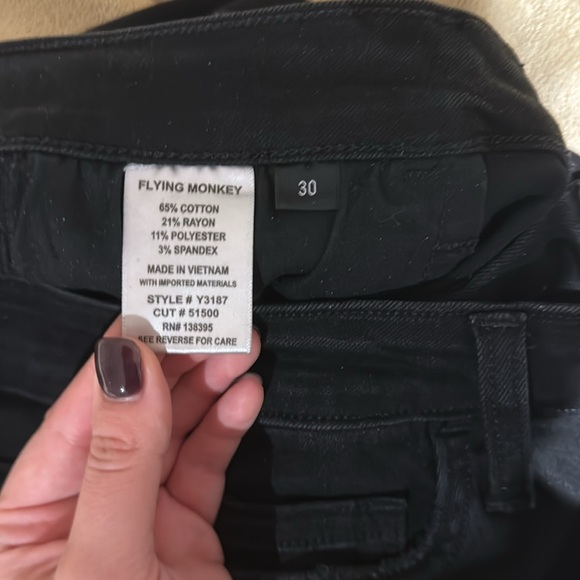 FLYING MONKEY
65% COTTON
21% RAYON
11% POLYESTER
3% SPANDEX
MADE IN VIETNAM
WITH IMPORTED MATERIALS
STYLE # Y3187
CUT # 51500
RN# 138395
SEE REVERSE FOR CARE
30